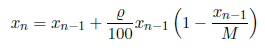 x_n = x_{n-1} + \frac{\varrho}{100} x_{n-1} \left( 1 - \frac{x_{n-1}}{M} \right)